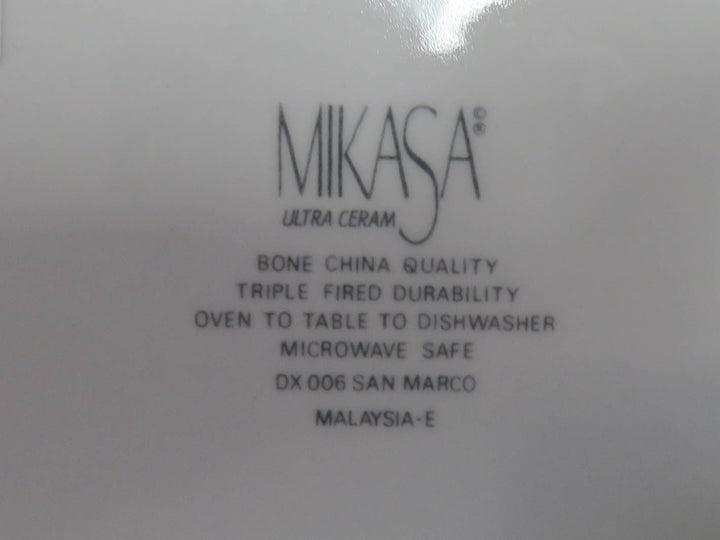 MIKASA©®
ULTRA CERAM
BONE CHINA QUALITY
TRIPLE FIRED DURABILITY
OVEN TO TABLE TO DISHWASHER
MICROWAVE SAFE
DX 006 SAN MARCO
MALAYSIA-E